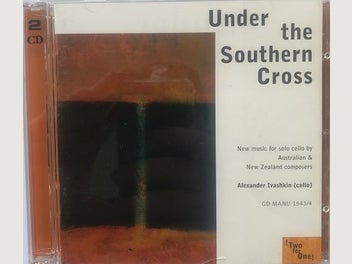 2
CD
Under
the
Southern
Cross
New music for solo cello by
Australian &
New Zealand composers
Alexander Ivashkin (cello)
CD MANU 1543/4
Two
for
One!